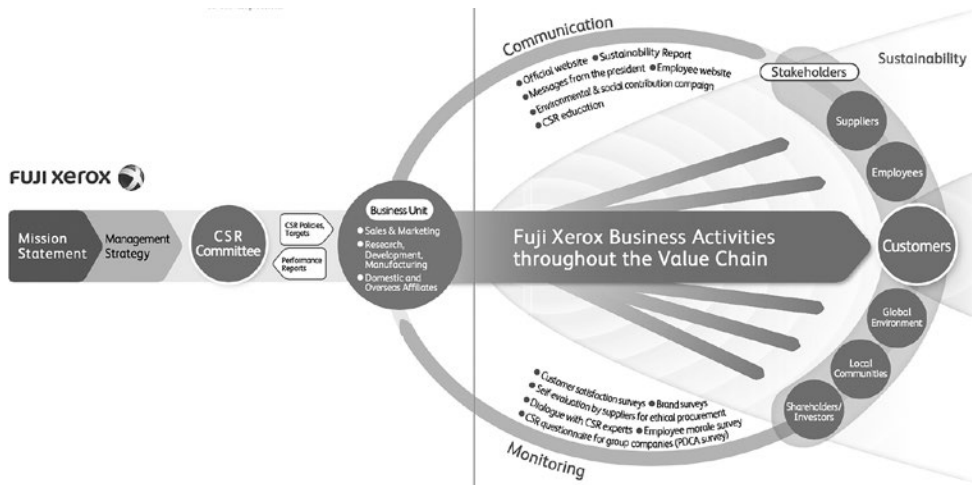 Communication
Official website • Sustainability Report
Messages from the president • Employee website
Environmental & social contribution campaign
CSR education
Stakeholders
Sustainability
Suppliers
Employees
FUJI XEROX
Mission
Statement
Management
Strategy
CSR
Committee
CSR Policies,
Targets
Performance
Reports
Business Unit
• Sales & Marketing
• Research,
Development,
Manufacturing
• Domestic and
Overseas Affiliates
Fuji Xerox Business Activities
throughout the Value Chain
Customers
Global
Environment
Local
Communities
Shareholders/
Investors
• Customer satisfaction surveys • Brand surveys
• Self evaluation by suppliers for ethical procurement
• Dialogue with CSR experts • Employee morale survey
• CSR questionnaire for group companies (PDCA survey)
Monitoring